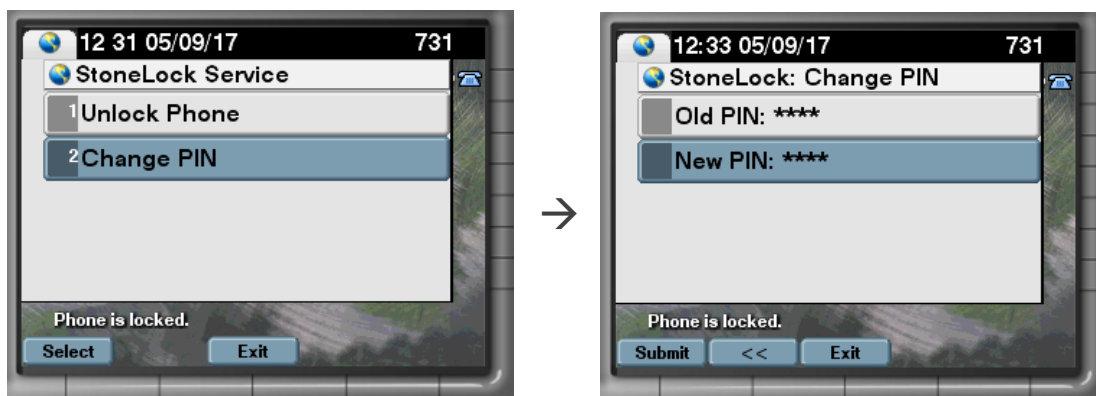 12 31 05/09/17 731
StoneLock Service
1 Unlock Phone
2 Change PIN
Phone is locked.
Select Exit
→
12:33 05/09/17 731
StoneLock: Change PIN
Old PIN: ****
New PIN: ****
Phone is locked.
Submit << Exit